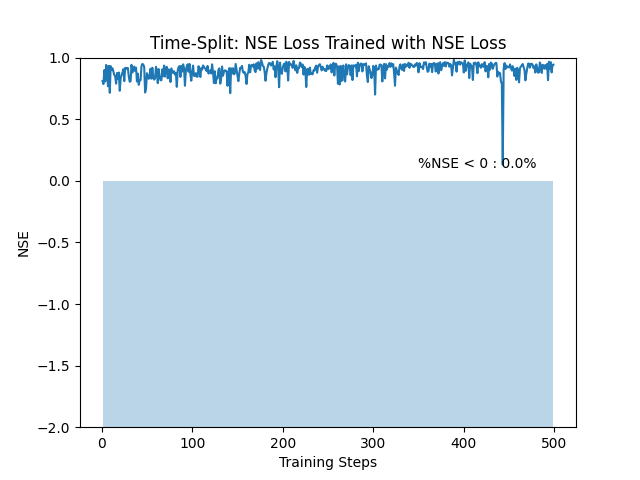 Time-Split: NSE Loss Trained with NSE Loss
1.0
0.5
%NSE < 0 : 0.0%
0.0
−0.5
NSE
−1.0
−1.5
−2.0
0 100 200 300 400 500
Training Steps